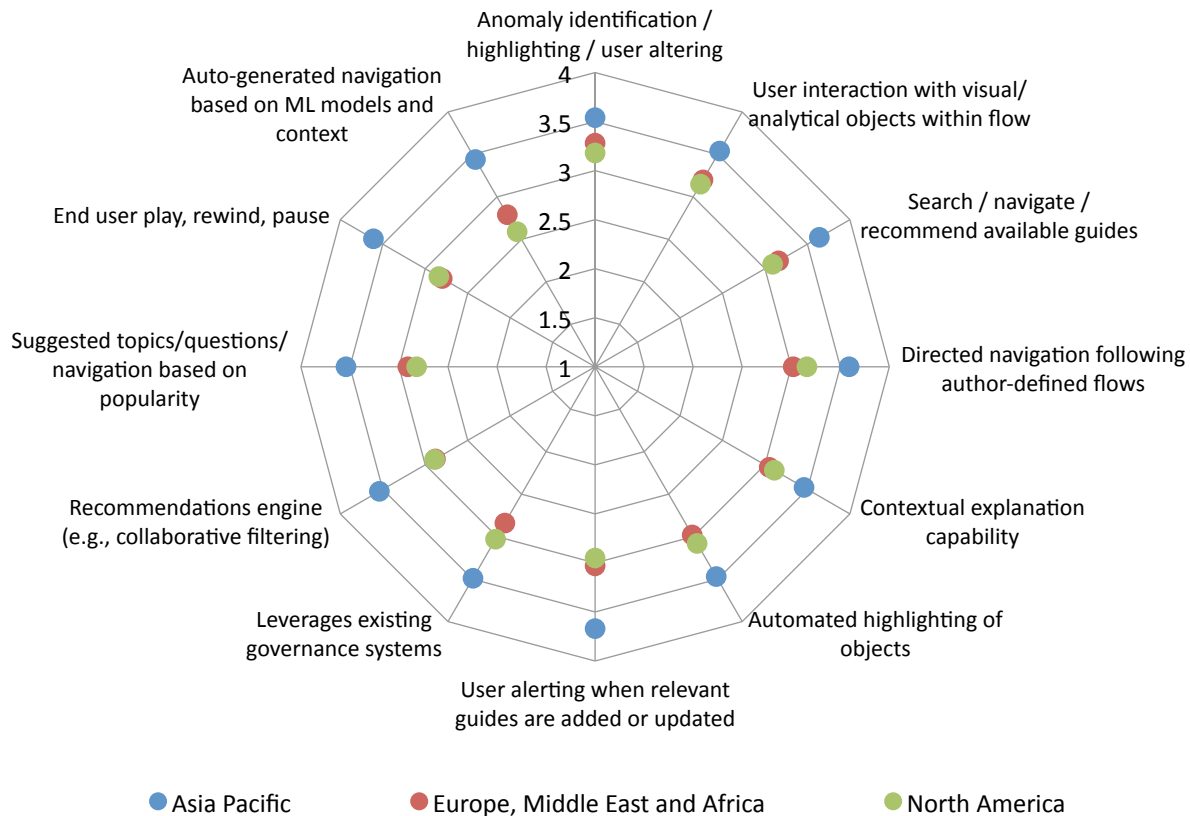 Anomaly identification /
highlighting / user altering
Auto-generated navigation
based on ML models and
context
User interaction with visual/
analytical objects within flow
End user play, rewind, pause
Search / navigate /
recommend available guides
Suggested topics/questions/
navigation based on
popularity
Directed navigation following
author-defined flows
Recommendations engine
(e.g., collaborative filtering)
Contextual explanation
capability
Leverages existing
governance systems
Automated highlighting of
objects
User alerting when relevant
guides are added or updated
4
3.5
3
2.5
2
1.5
1
Asia Pacific
Europe, Middle East and Africa
North America